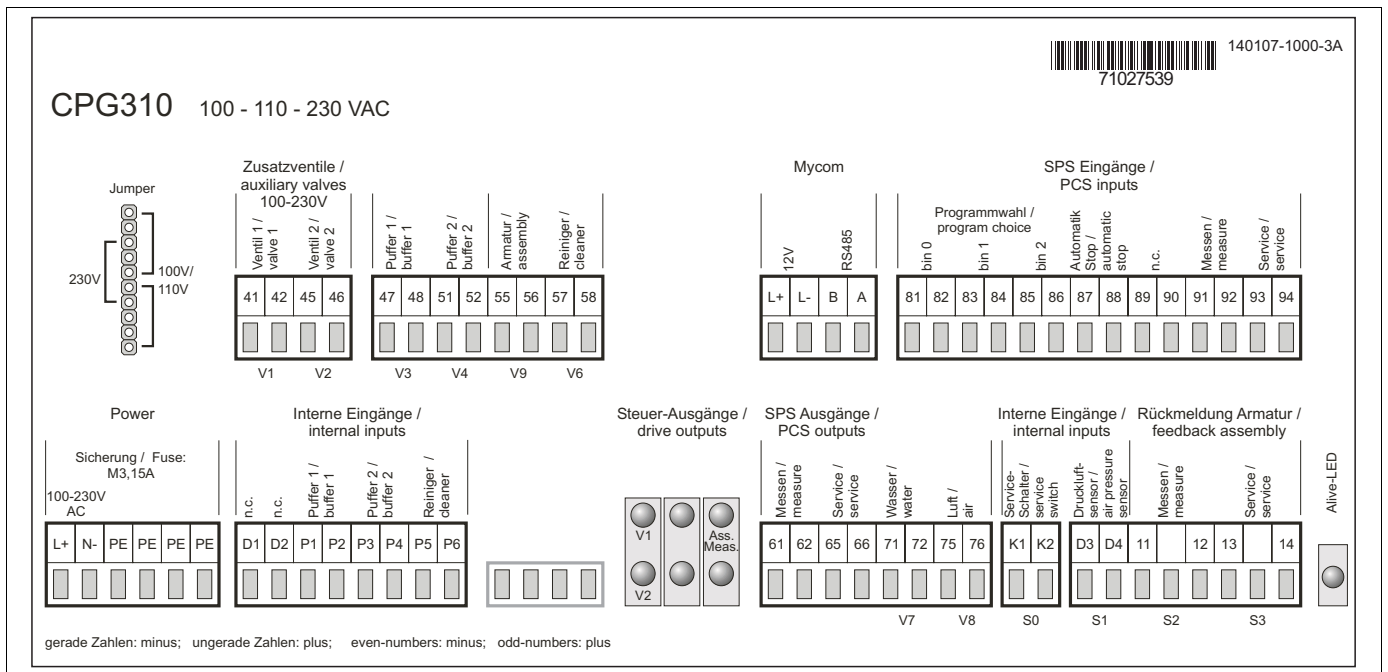 140107-1000-3A
71027539
CPG310 100 - 110 - 230 VAC
Jumper
230V
100V/
110V
Zusatzventile /
auxiliary valves
100-230V
Ventil 1 /
valve 1
Ventil 2 /
valve 2
41 42 45 46
V1 V2
Puffer 1 /
buffer 1
Puffer 2 /
buffer 2
Armatur /
assembly
Reiniger /
cleaner
47 48 51 52 55 56 57 58
V3 V4 V9 V6
Mycom
12V
RS485
L+ L- B A
SPS Eingänge /
PCS inputs
Programmwahl /
program choice
bin 0
bin 1
bin 2
Automatik
Stop /
automatic
stop
n.c.
Messen /
measure
Service /
service
81 82 83 84 85 86 87 88 89 90 91 92 93 94
Power
Sicherung / Fuse:
M3,15A
100-230V
AC
L+ N- PE PE PE PE
Interne Eingänge /
internal inputs
n.c.
n.c.
Puffer 1 /
buffer 1
Puffer 2 /
buffer 2
Reiniger /
cleaner
D1 D2 P1 P2 P3 P4 P5 P6
Steuer-Ausgänge /
drive outputs
V1
Ass.
Meas.
V2
SPS Ausgänge /
PCS outputs
Messen /
measure
Service /
service
Wasser /
water
Luft /
air
61 62 65 66 71 72 75 76
V7 V8
Interne Eingänge /
internal inputs
Service-
Schalter /
service
switch
K1 K2
S0
Rückmeldung Armatur /
feedback assembly
Druckluft-
sensor /
air pressure
sensor
Messen /
measure
Service /
service
D3 D4 11 12 13 14
S1 S2 S3
Alive-LED
gerade Zahlen: minus; ungerade Zahlen: plus; even-numbers: minus; odd-numbers: plus